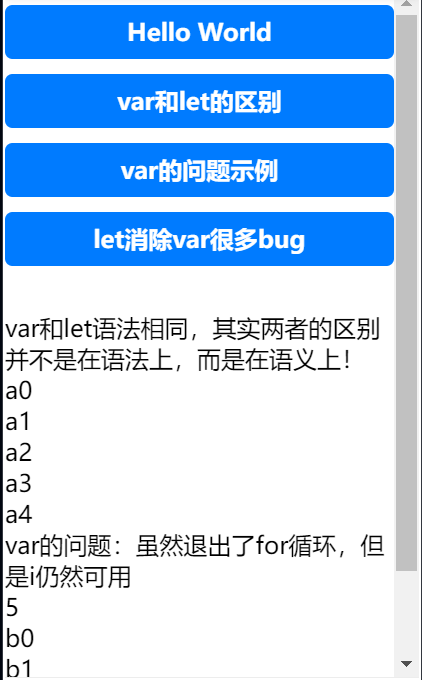 Hello World
var和let的区别
var的问题示例
let消除var很多bug
var和let语法相同，其实两者的区别
并不是在语法上，而是在语义上！
a0
a1
a2
a3
a4
var的问题：虽然退出了for循环，但
是i仍然可用
5
b0
b1